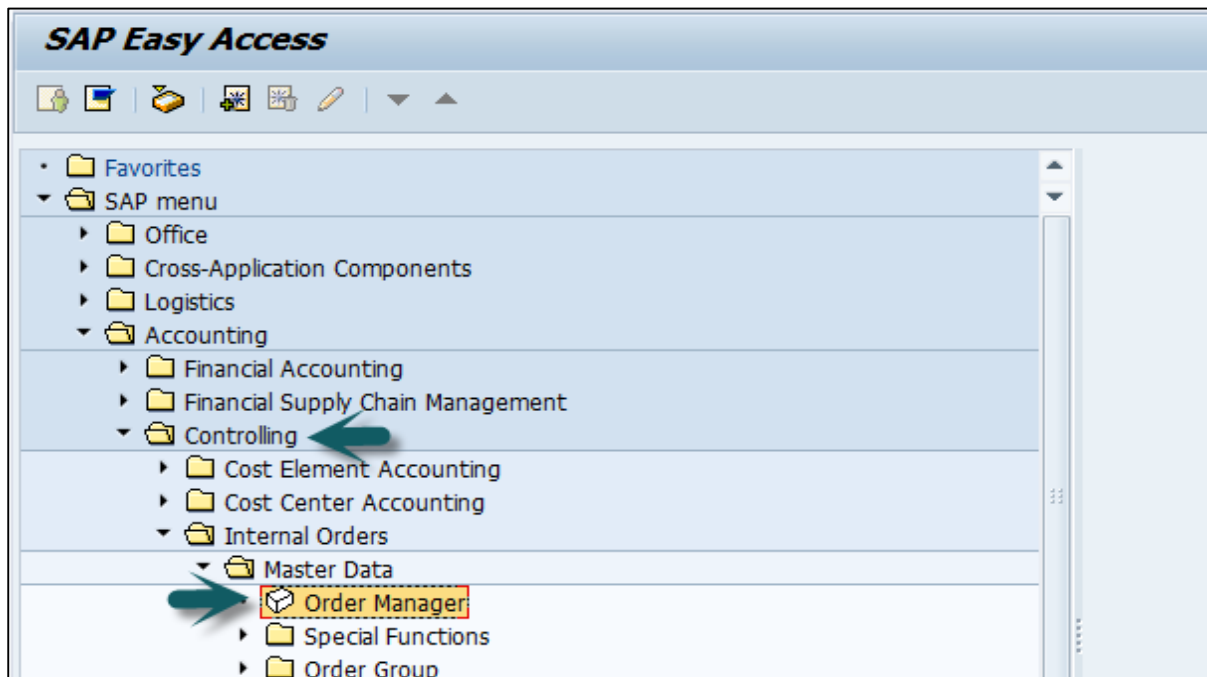 SAP Easy Access
Favorites
SAP menu
Office
Cross-Application Components
Logistics
Accounting
Financial Accounting
Financial Supply Chain Management
Controlling
Cost Element Accounting
Cost Center Accounting
Internal Orders
Master Data
Order Manager
Special Functions
Order Group